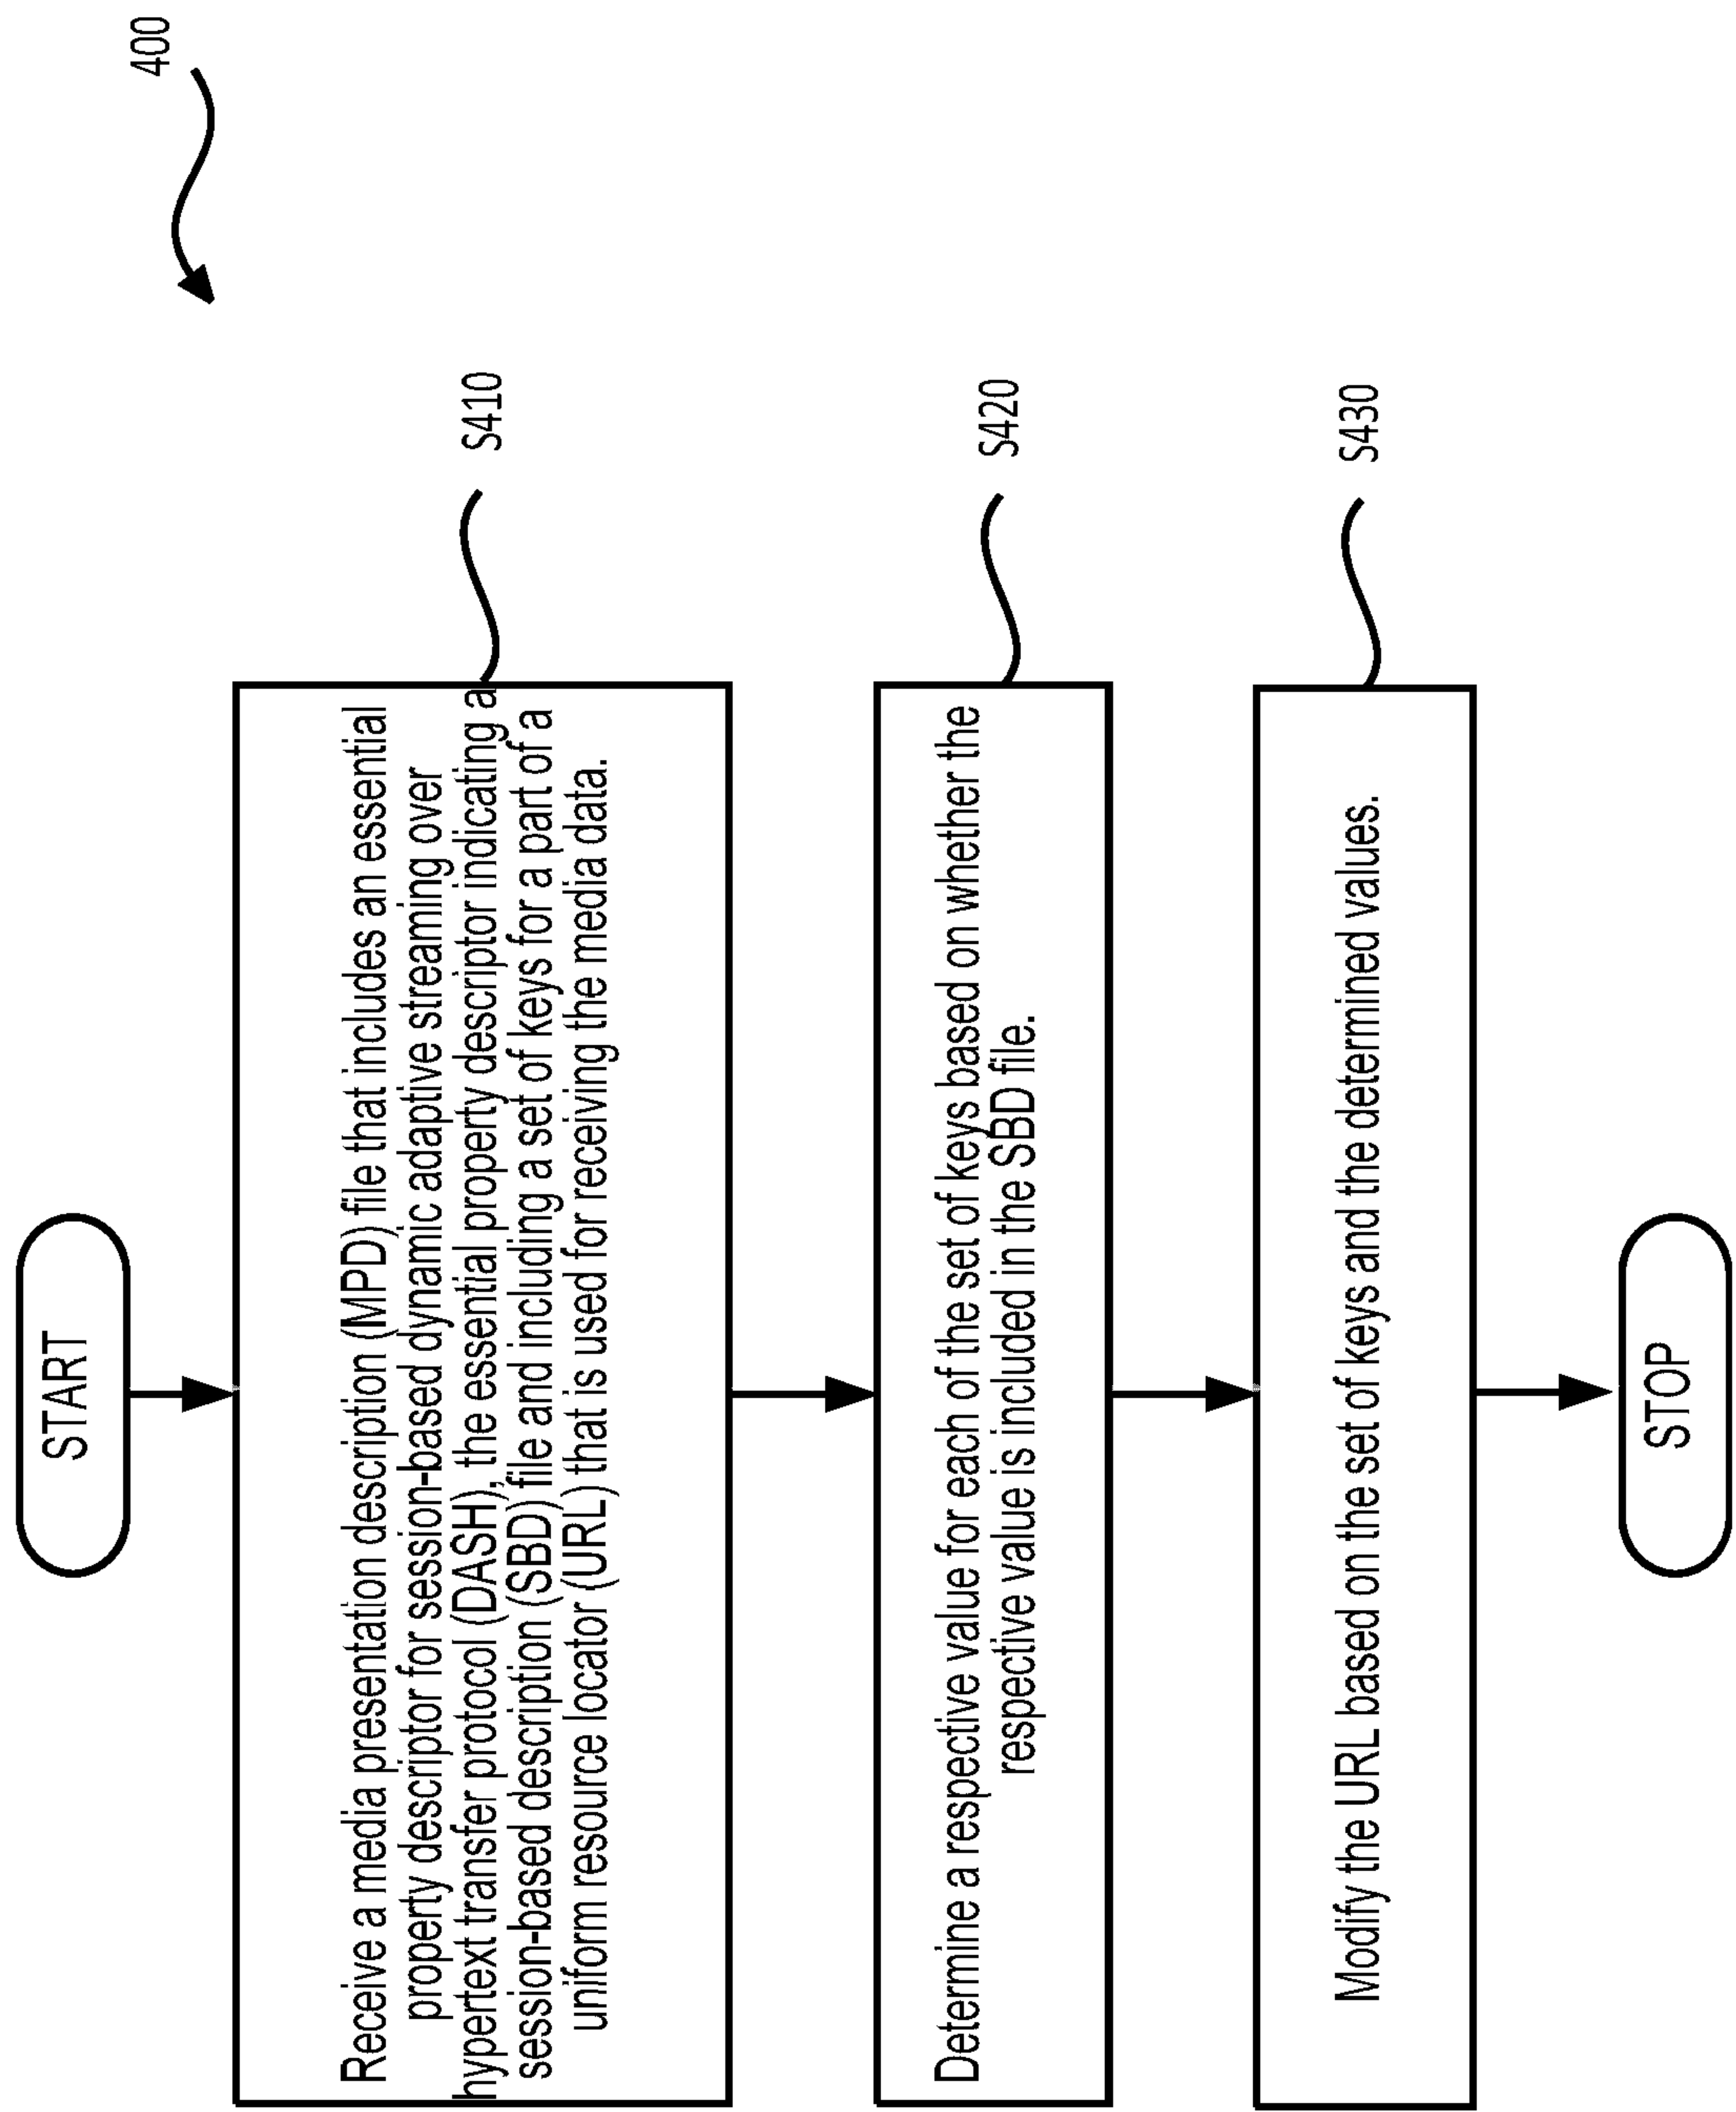 400
START
Receive a media presentation description (MPD) file that includes an essential
property descriptor for session-based dynamic adaptive streaming over
hypertext transfer protocol (DASH), the essential property descriptor indicating a
session-based description (SBD) file and including a set of keys for a part of a
uniform resource locator (URL) that is used for receiving the media data.
S410
Determine a respective value for each of the set of keys based on whether the
respective value is included in the SBD file.
S420
Modify the URL based on the set of keys and the determined values.
S430
STOP